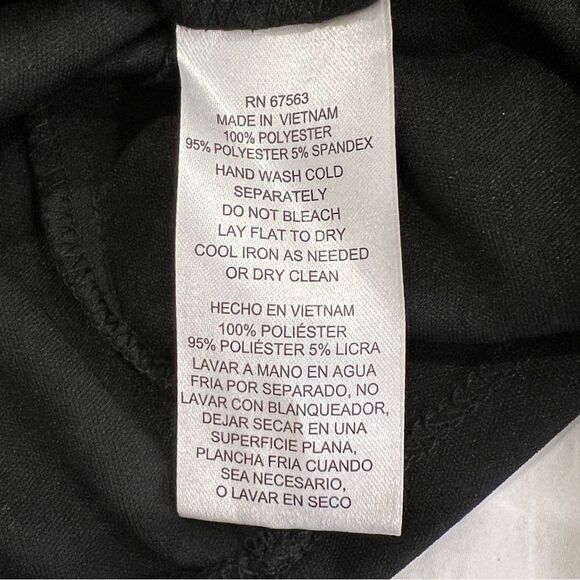 RN 67563
MADE IN VIETNAM
100% POLYESTER
95% POLYESTER 5% SPANDEX
HAND WASH COLD
SEPARATELY
DO NOT BLEACH
LAY FLAT TO DRY
COOL IRON AS NEEDED
OR DRY CLEAN
HECHO EN VIETNAM
100% POLIÉSTER
95% POLIÉSTER 5% LICRA
LAVAR A MANO EN AGUA
FRIA POR SEPARADO, NO
LAVAR CON BLANQUEADOR,
DEJAR SECAR EN UNA
SUPERFICIE PLANA,
PLANCHA FRIA CUANDO
SEA NECESARIO,
O LAVAR EN SECO